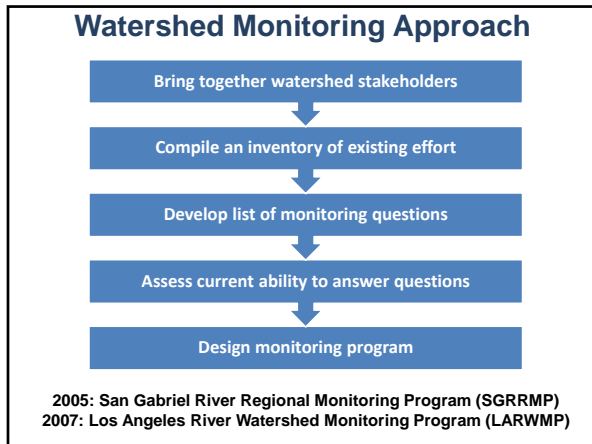 Watershed Monitoring Approach
Bring together watershed stakeholders
Compile an inventory of existing effort
Develop list of monitoring questions
Assess current ability to answer questions
Design monitoring program
2005: San Gabriel River Regional Monitoring Program (SGRRMP)
2007: Los Angeles River Watershed Monitoring Program (LARWMP)